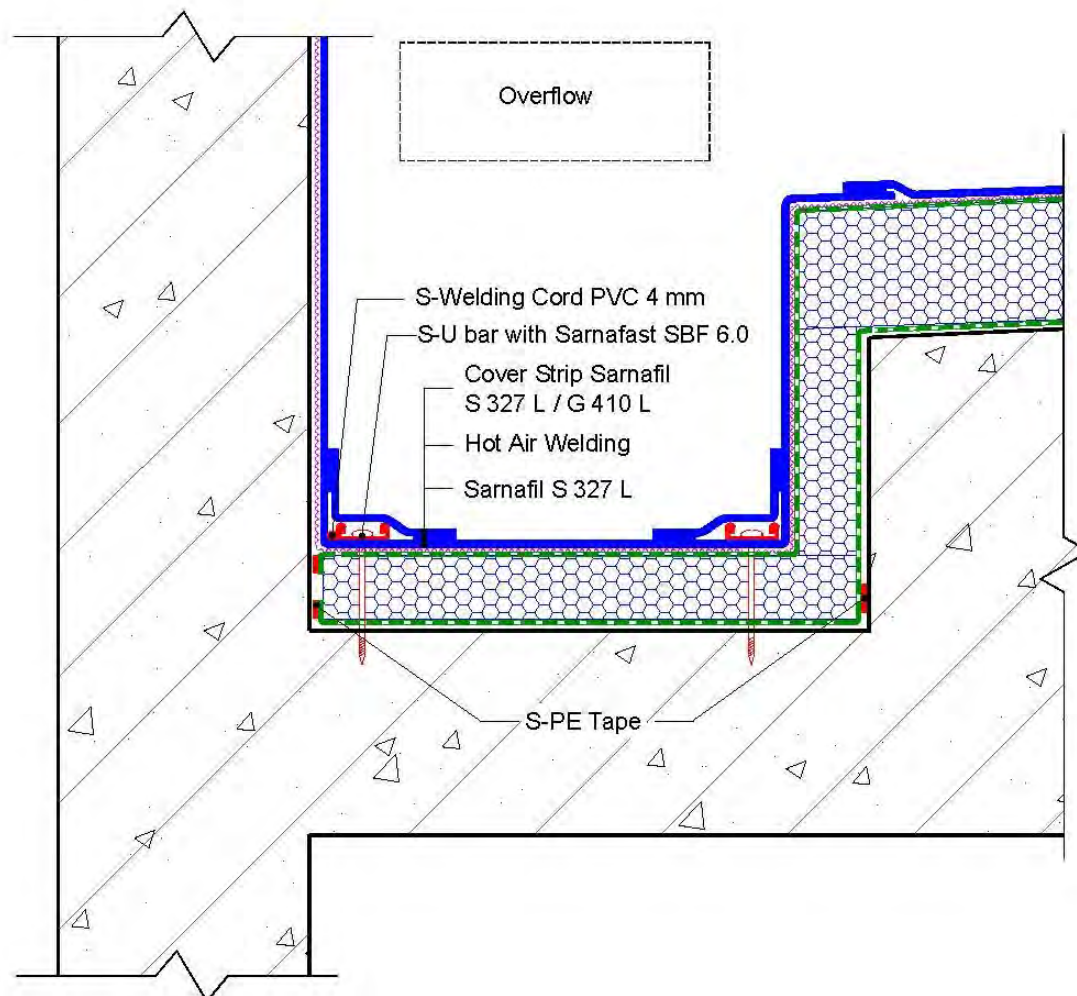 Overflow
S-Welding Cord PVC 4 mm
S-U bar with Sarnafast SBF 6.0
Cover Strip Sarnafil
S 327 L / G 410 L
Hot Air Welding
Sarnafil S 327 L
S-PE Tape